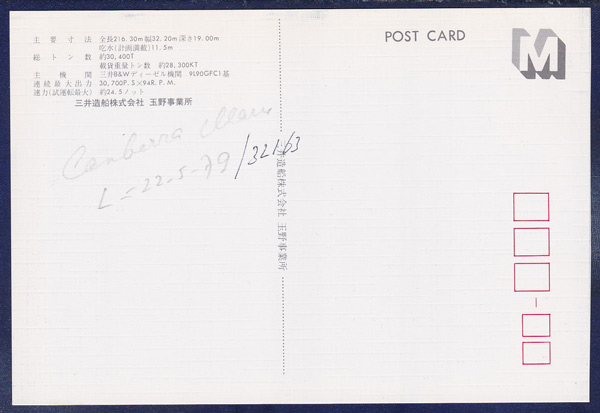 主要寸法 全長216.30m幅32.20m深さ19.00m
吃水(計画満載)11.5m
総トン数 約30,400T
載貨重量トン数 約28,300KT
主機関 三井B&Wディーゼル機関 9L90GFC1基
連続最大出力 30,700P.S×94R.P.M.
速力(試運転最大) 約24.5ノット
三井造船株式会社 玉野事業所
POST CARD
M
Canberra Maru
L=22-5-79/32163
三井造船株式会社 玉野事業所